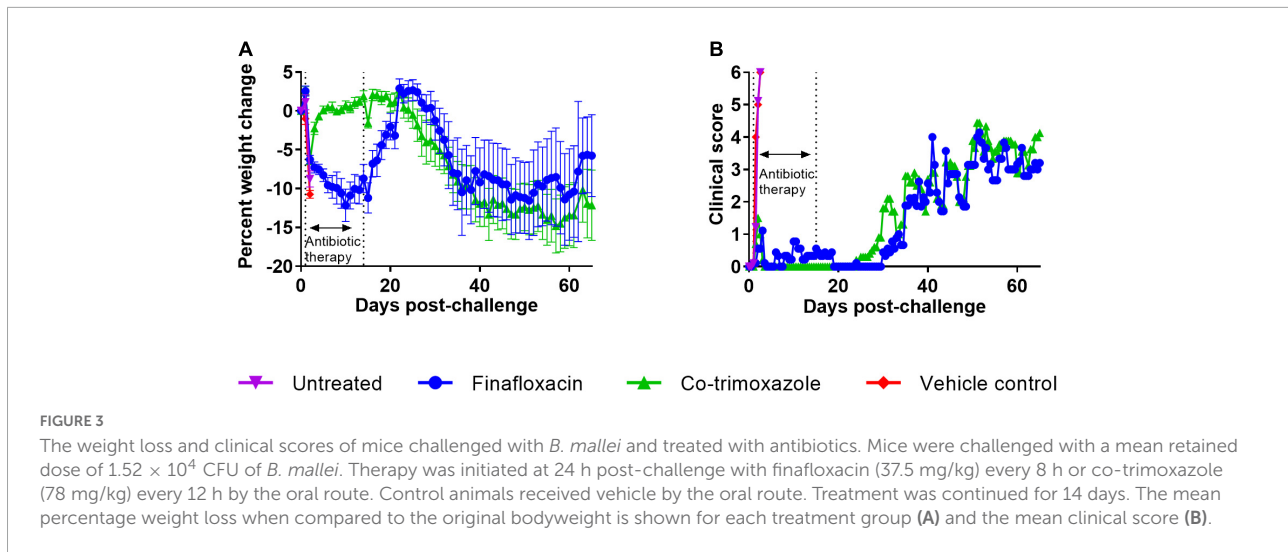 A
B
Percent weight change
5
0
-5
-10
-15
-20
Antibiotic
therapy
0
20
40
60
Days post-challenge
Clinical score
6
5
4
3
2
1
0
Antibiotic
therapy
0
20
40
60
Days post-challenge
Untreated
Finafloxacin
Co-trimoxazole
Vehicle control
FIGURE 3
The weight loss and clinical scores of mice challenged with B. mallei and treated with antibiotics. Mice were challenged with a mean retained
dose of 1.52 × 10⁴ CFU of B. mallei. Therapy was initiated at 24 h post-challenge with finafloxacin (37.5 mg/kg) every 8 h or co-trimoxazole
(78 mg/kg) every 12 h by the oral route. Control animals received vehicle by the oral route. Treatment was continued for 14 days. The mean
percentage weight loss when compared to the original bodyweight is shown for each treatment group (A) and the mean clinical score (B).